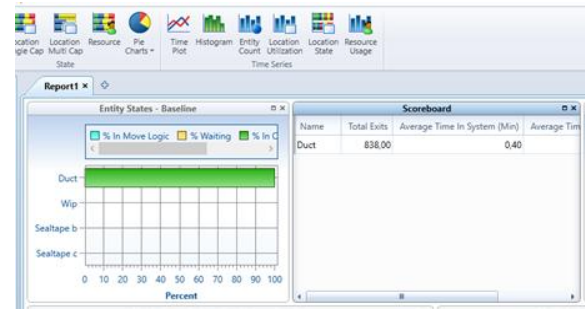 Location Location Resource Pie Time Histogram Entity Location Location Resource
Cap Multi Cap Charts Plot Count Utilization State Usage
State Time Series
Report1 ×
Entity States - Baseline
% In Move Logic % Waiting % In
Duct
Wip
Sealtape b
Sealtape c
0 10 20 30 40 50 60 70 80 90 100
Percent
Scoreboard
Name Total Exits Average Time In System (Min) Average Tim
Duct 838,00 0,40